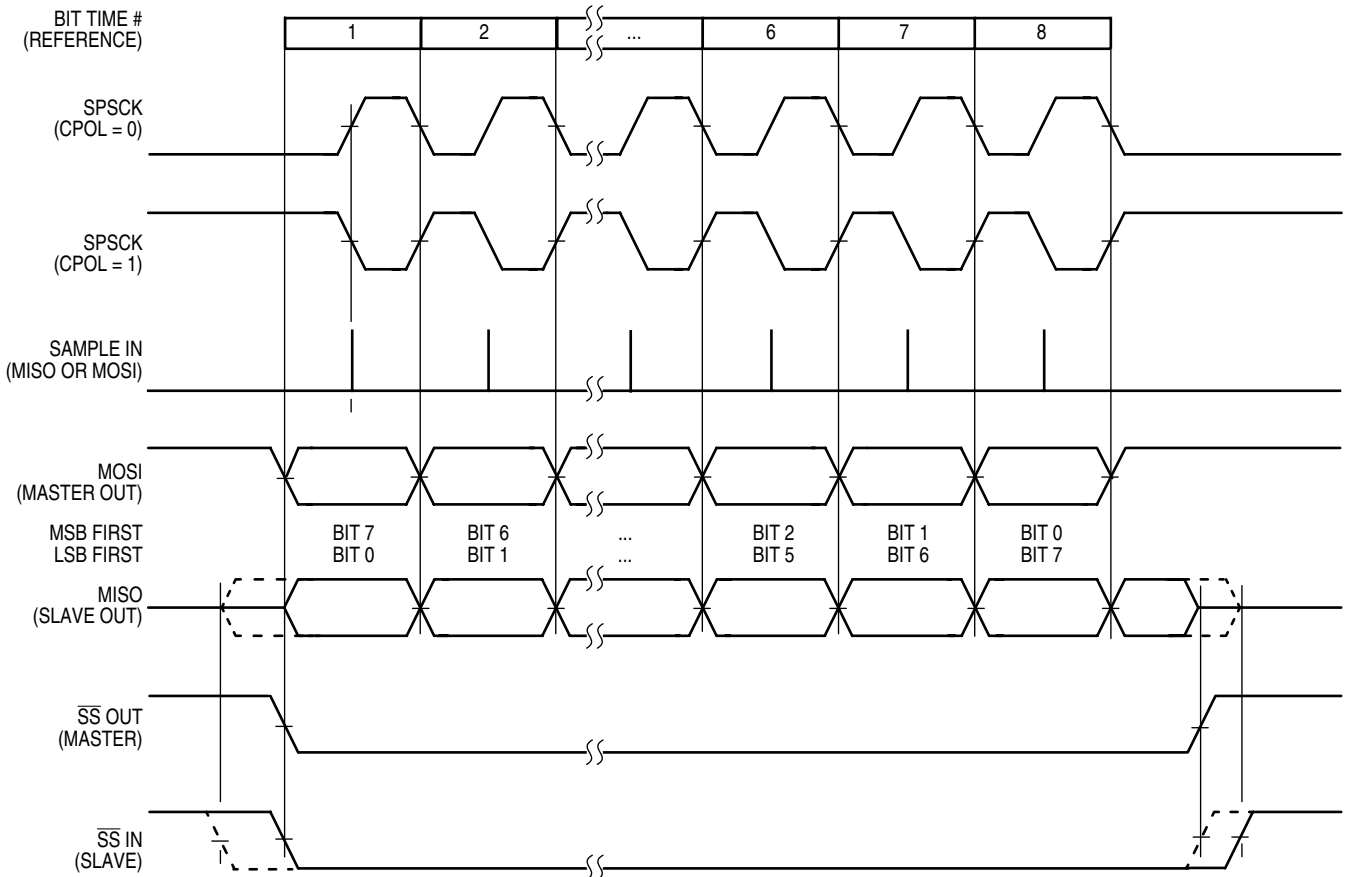 BIT TIME #
(REFERENCE)
1 2 ... 6 7 8
SPSCK
(CPOL = 0)
SPSCK
(CPOL = 1)
SAMPLE IN
(MISO OR MOSI)
MOSI
(MASTER OUT)
MSB FIRST BIT 7 BIT 6 ... BIT 2 BIT 1 BIT 0
LSB FIRST BIT 0 BIT 1 ... BIT 5 BIT 6 BIT 7
MISO
(SLAVE OUT)
S̅S̅ OUT
(MASTER)
S̅S̅ IN
(SLAVE)